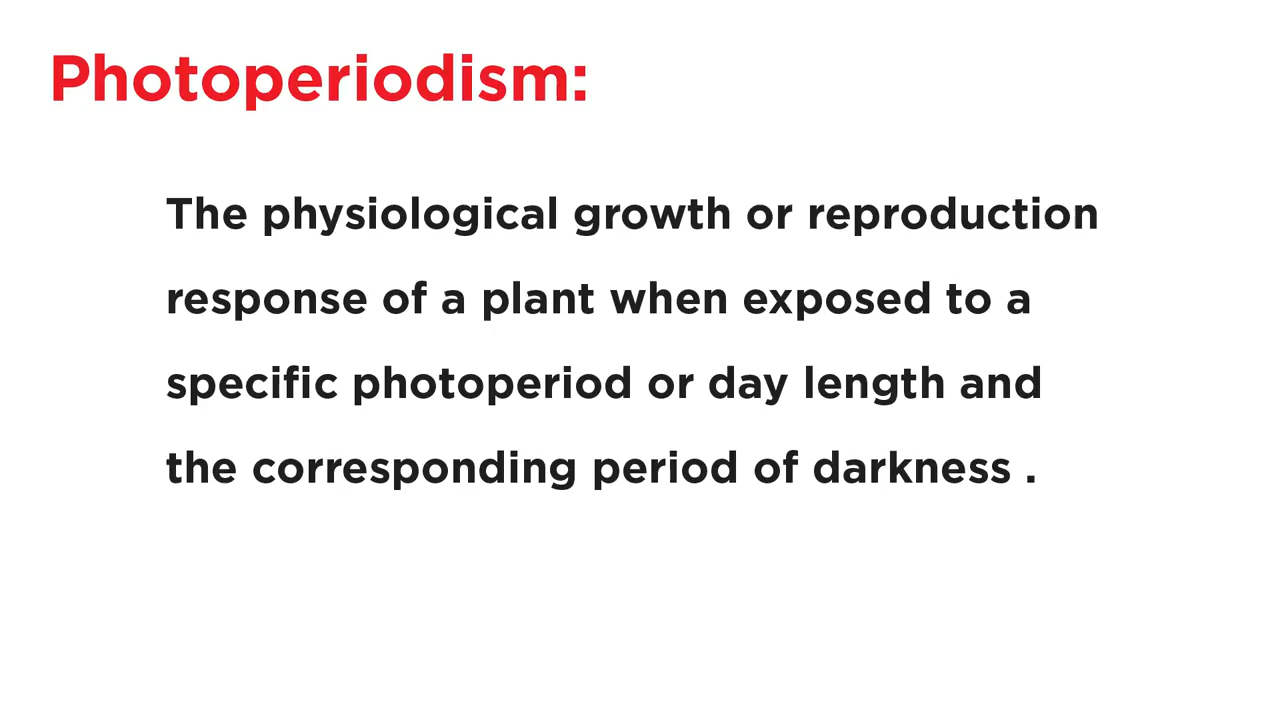 Photoperiodism:
The physiological growth or reproduction
response of a plant when exposed to a
specific photoperiod or day length and
the corresponding period of darkness .